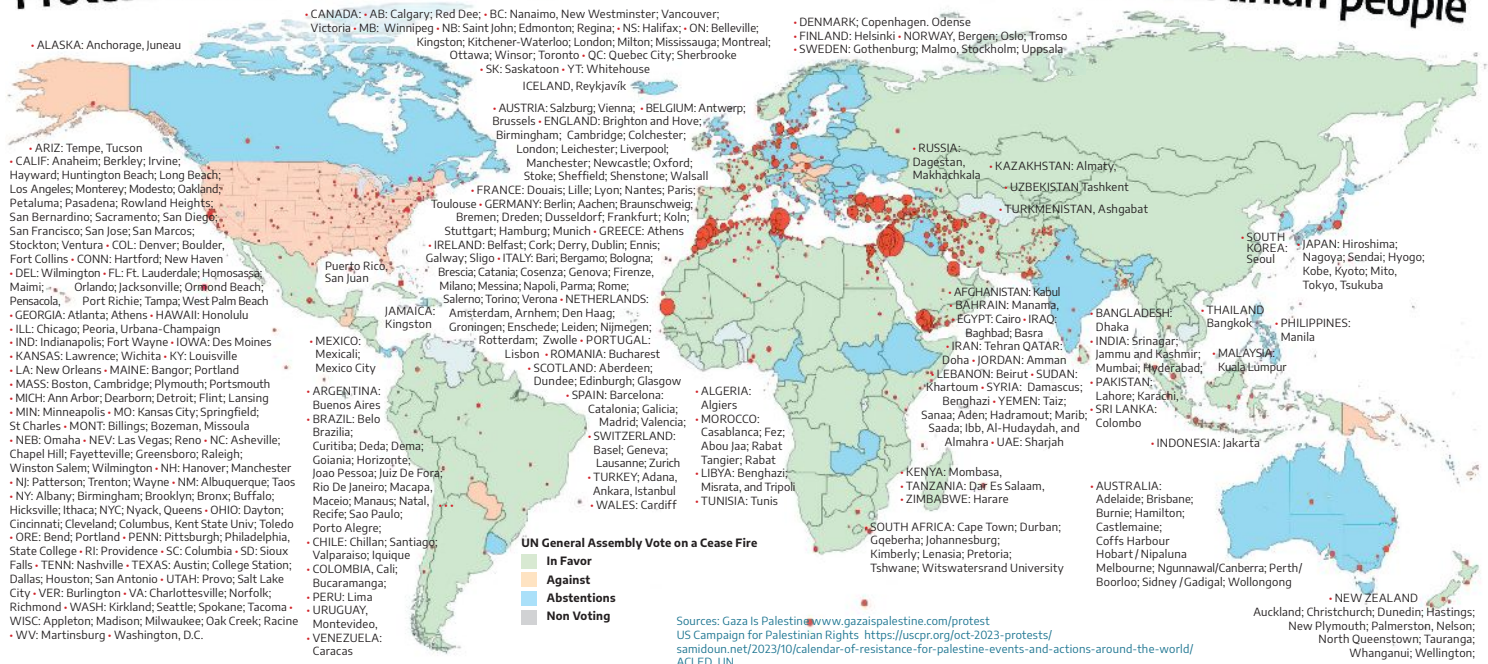 anian people
• CANADA: • AB: Calgary; Red Dee; • BC: Nanaimo, New Westminster; Vancouver;
Victoria • MB: Winnipeg • NB: Saint John; Edmonton; Regina; • NS: Halifax; • ON: Belleville;
Kingston; Kitchener-Waterloo; London; Milton; Mississauga; Montreal;
Ottawa; Winsor; Toronto • QC: Quebec City; Sherbrooke
• SK: Saskatoon • YT: Whitehouse
• DENMARK; Copenhagen. Odense
• FINLAND: Helsinki • NORWAY, Bergen; Oslo; Tromso
• SWEDEN: Gothenburg; Malmo, Stockholm; Uppsala
• ALASKA: Anchorage, Juneau
ICELAND, Reykjavík
• ARIZ: Tempe, Tucson
• CALIF: Anaheim; Berkley; Irvine;
Hayward; Huntington Beach; Long Beach;
Los Angeles; Monterey; Modesto; Oakland;
Petaluma; Pasadena; Rowland Heights;
San Bernardino; Sacramento; San Diego;
San Francisco; San Jose; San Marcos;
Stockton; Ventura • COL: Denver; Boulder,
Fort Collins • CONN: Hartford; New Haven
• DEL: Wilmington • FL: Ft. Lauderdale; Homosassa;
Maimi; Orlando; Jacksonville; Ormond Beach;
Pensacola, Port Richie; Tampa; West Palm Beach
• GEORGIA: Atlanta; Athens • HAWAII: Honolulu
• ILL: Chicago; Peoria, Urbana-Champaign
• IND: Indianapolis; Fort Wayne • IOWA: Des Moines
• KANSAS: Lawrence; Wichita • KY: Louisville
• LA: New Orleans • MAINE: Bangor; Portland
• MASS: Boston, Cambridge; Plymouth; Portsmouth
• MICH: Ann Arbor; Dearborn; Detroit; Flint; Lansing
• MIN: Minneapolis • MO: Kansas City; Springfield;
St Charles • MONT: Billings; Bozeman, Missoula
• NEB: Omaha • NEV: Las Vegas; Reno • NC: Asheville;
Chapel Hill; Fayetteville; Greensboro; Raleigh;
Winston Salem; Wilmington • NH: Hanover; Manchester
• NJ: Patterson; Trenton; Wayne • NM: Albuquerque; Taos
• NY: Albany; Birmingham; Brooklyn; Bronx; Buffalo;
Hicksville; Ithaca; NYC; Nyack, Queens • OHIO: Dayton;
Cincinnati; Cleveland; Columbus, Kent State Univ; Toledo
• ORE: Bend; Portland • PENN: Pittsburgh; Philadelphia,
State College • RI: Providence • SC: Columbia • SD: Sioux
Falls • TENN: Nashville • TEXAS: Austin; College Station;
Dallas; Houston; San Antonio • UTAH: Provo; Salt Lake
City • VER: Burlington • VA: Charlottesville; Norfolk;
Richmond • WASH: Kirkland; Seattle; Spokane; Tacoma •
WISC: Appleton; Madison; Milwaukee; Oak Creek; Racine
• WV: Martinsburg • Washington, D.C.
Puerto Rico,
San Juan
JAMAICA:
Kingston
• MEXICO:
Mexicali;
Mexico City
• ARGENTINA:
Buenos Aires
• BRAZIL: Belo
Brazilia;
Curitiba; Deda; Dema;
Goiania; Horizonte;
Joao Pessoa; Juiz De Fora;
Rio De Janeiro; Macapa,
Maceio; Manaus; Natal,
Recife; Sao Paulo;
Porto Alegre;
• CHILE: Chillan; Santiago;
Valparaiso; Iquique
• COLOMBIA, Cali;
Bucaramanga;
• PERU: Lima
• URUGUAY,
Montevideo,
• VENEZUELA:
Caracas
• AUSTRIA: Salzburg; Vienna; • BELGIUM: Antwerp;
Brussels • ENGLAND: Brighton and Hove;
Birmingham; Cambridge; Colchester;
London; Leichester; Liverpool;
Manchester; Newcastle; Oxford;
Stoke; Sheffield; Shenstone; Walsall
• FRANCE: Douais; Lille; Lyon; Nantes; Paris;
Toulouse • GERMANY: Berlin; Aachen; Braunschweig;
Bremen; Dreden; Dusseldorf; Frankfurt; Koln;
Stuttgart; Hamburg; Munich • GREECE: Athens
• IRELAND: Belfast; Cork; Derry, Dublin; Ennis;
Galway; Sligo • ITALY: Bari; Bergamo; Bologna;
Brescia; Catania; Cosenza; Genova; Firenze,
Milano; Messina; Napoli, Parma; Rome;
Salerno; Torino; Verona • NETHERLANDS:
Amsterdam, Arnhem; Den Haag;
Groningen; Enschede; Leiden; Nijmegen;
Rotterdam; Zwolle • PORTUGAL:
Lisbon • ROMANIA: Bucharest
• SCOTLAND: Aberdeen;
Dundee; Edinburgh; Glasgow
• SPAIN: Barcelona:
Catalonia; Galicia;
Madrid; Valencia;
• SWITZERLAND:
Basel; Geneva;
Lausanne; Zurich
• TURKEY; Adana,
Ankara, Istanbul
• WALES: Cardiff
• ALGERIA:
Algiers
• MOROCCO:
Casablanca; Fez;
Abou Jaa; Rabat
Tangier; Rabat
• LIBYA: Benghazi;
Misrata, and Tripoli
• TUNISIA: Tunis
• RUSSIA:
Dagestan,
Makhachkala
• KAZAKHSTAN: Almaty,
• UZBEKISTAN Tashkent
• TURKMENISTAN, Ashgabat
• AFGHANISTAN: Kabul
• BAHRAIN: Manama,
• EGYPT: Cairo • IRAQ:
Baghbad; Basra
• IRAN: Tehran QATAR:
Doha • JORDAN: Amman
• LEBANON: Beirut • SUDAN:
Khartoum • SYRIA: Damascus;
Benghazi • YEMEN: Taiz;
Sanaa; Aden; Hadramout; Marib;
Saada; Ibb, Al-Hudaydah, and
Almahra • UAE: Sharjah
• KENYA: Mombasa,
• TANZANIA: Dar Es Salaam,
• ZIMBABWE: Harare
SOUTH AFRICA: Cape Town; Durban;
Gqeberha; Johannesburg;
Kimberly; Lenasia; Pretoria;
Tshwane; Witswatersrand University
• BANGLADESH:
Dhaka
• INDIA: Srinagar;
Jammu and Kashmir;
Mumbai; Hyderabad;
• PAKISTAN:
Lahore; Karachi,
• SRI LANKA:
Colombo
• SOUTH
KOREA:
Seoul
• JAPAN: Hiroshima;
Nagoya; Sendai; Hyogo;
Kobe, Kyoto; Mito,
Tokyo, Tsukuba
• THAILAND
Bangkok
• PHILIPPINES:
Manila
• MALAYSIA:
Kuala Lumpur
• INDONESIA: Jakarta
• AUSTRALIA:
Adelaide; Brisbane;
Burnie; Hamilton;
Castlemaine;
Coffs Harbour
Hobart / Nipaluna
Melbourne; Ngunnawal/Canberra; Perth/
Boorloo; Sidney /Gadigal; Wollongong
• NEW ZEALAND
Auckland; Christchurch; Dunedin; Hastings;
New Plymouth; Palmerston, Nelson;
North Queenstown; Tauranga;
Whanganui; Wellington;
UN General Assembly Vote on a Cease Fire
In Favor
Against
Abstentions
Non Voting
Sources: Gaza Is Palestine www.gazaispalestine.com/protest
US Campaign for Palestinian Rights https://uscpr.org/oct-2023-protests/
samidoun.net/2023/10/calendar-of-resistance-for-palestine-events-and-actions-around-the-world/
ACLED, UN